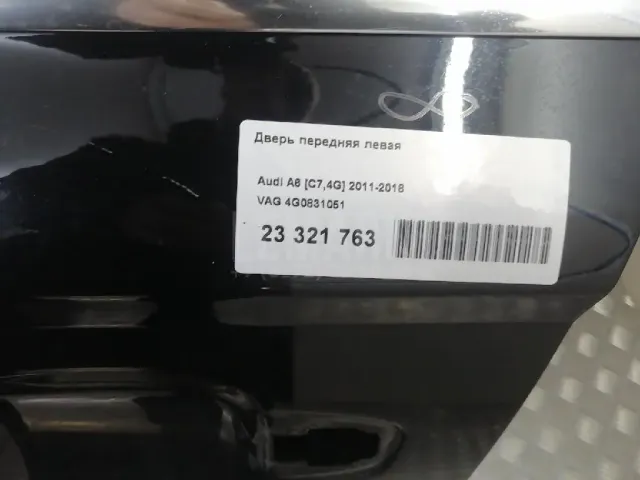 Дверь передняя левая
Audi A6 [C7,4G] 2011-2018
VAG 4G0831051
23 321 763